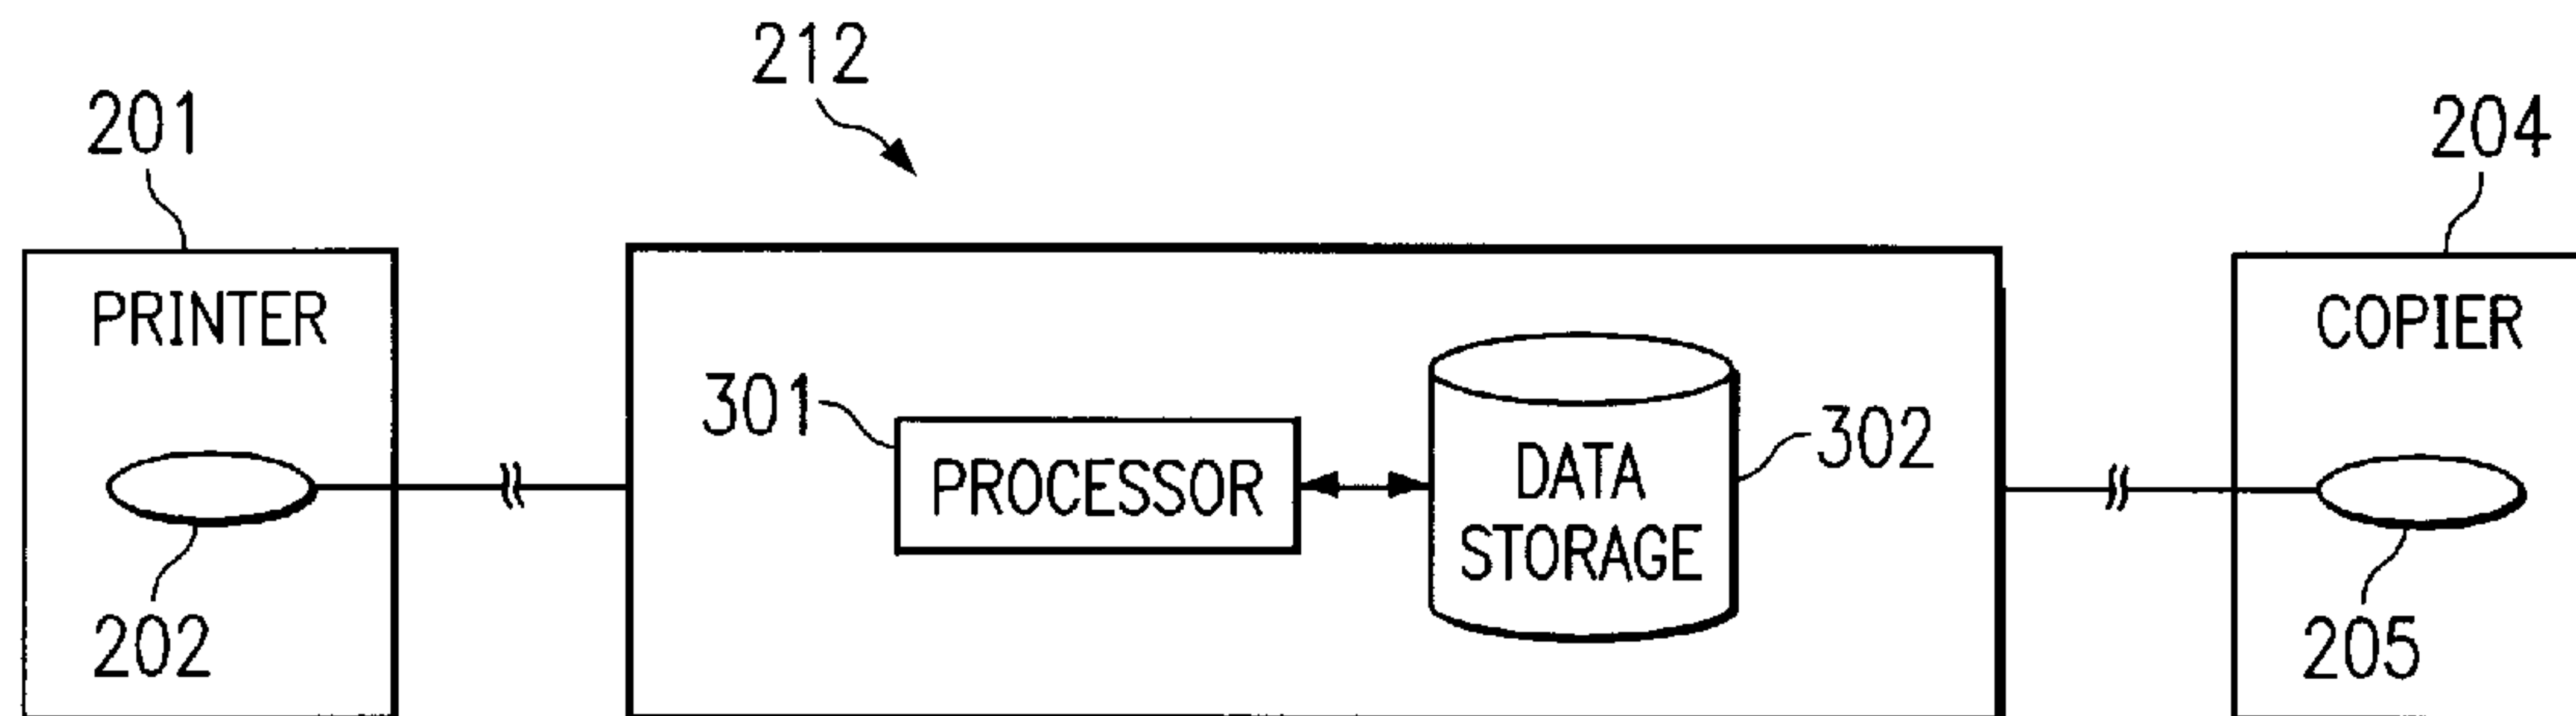 212
201
204
PRINTER
COPIER
301
PROCESSOR
DATA
STORAGE
302
202
205